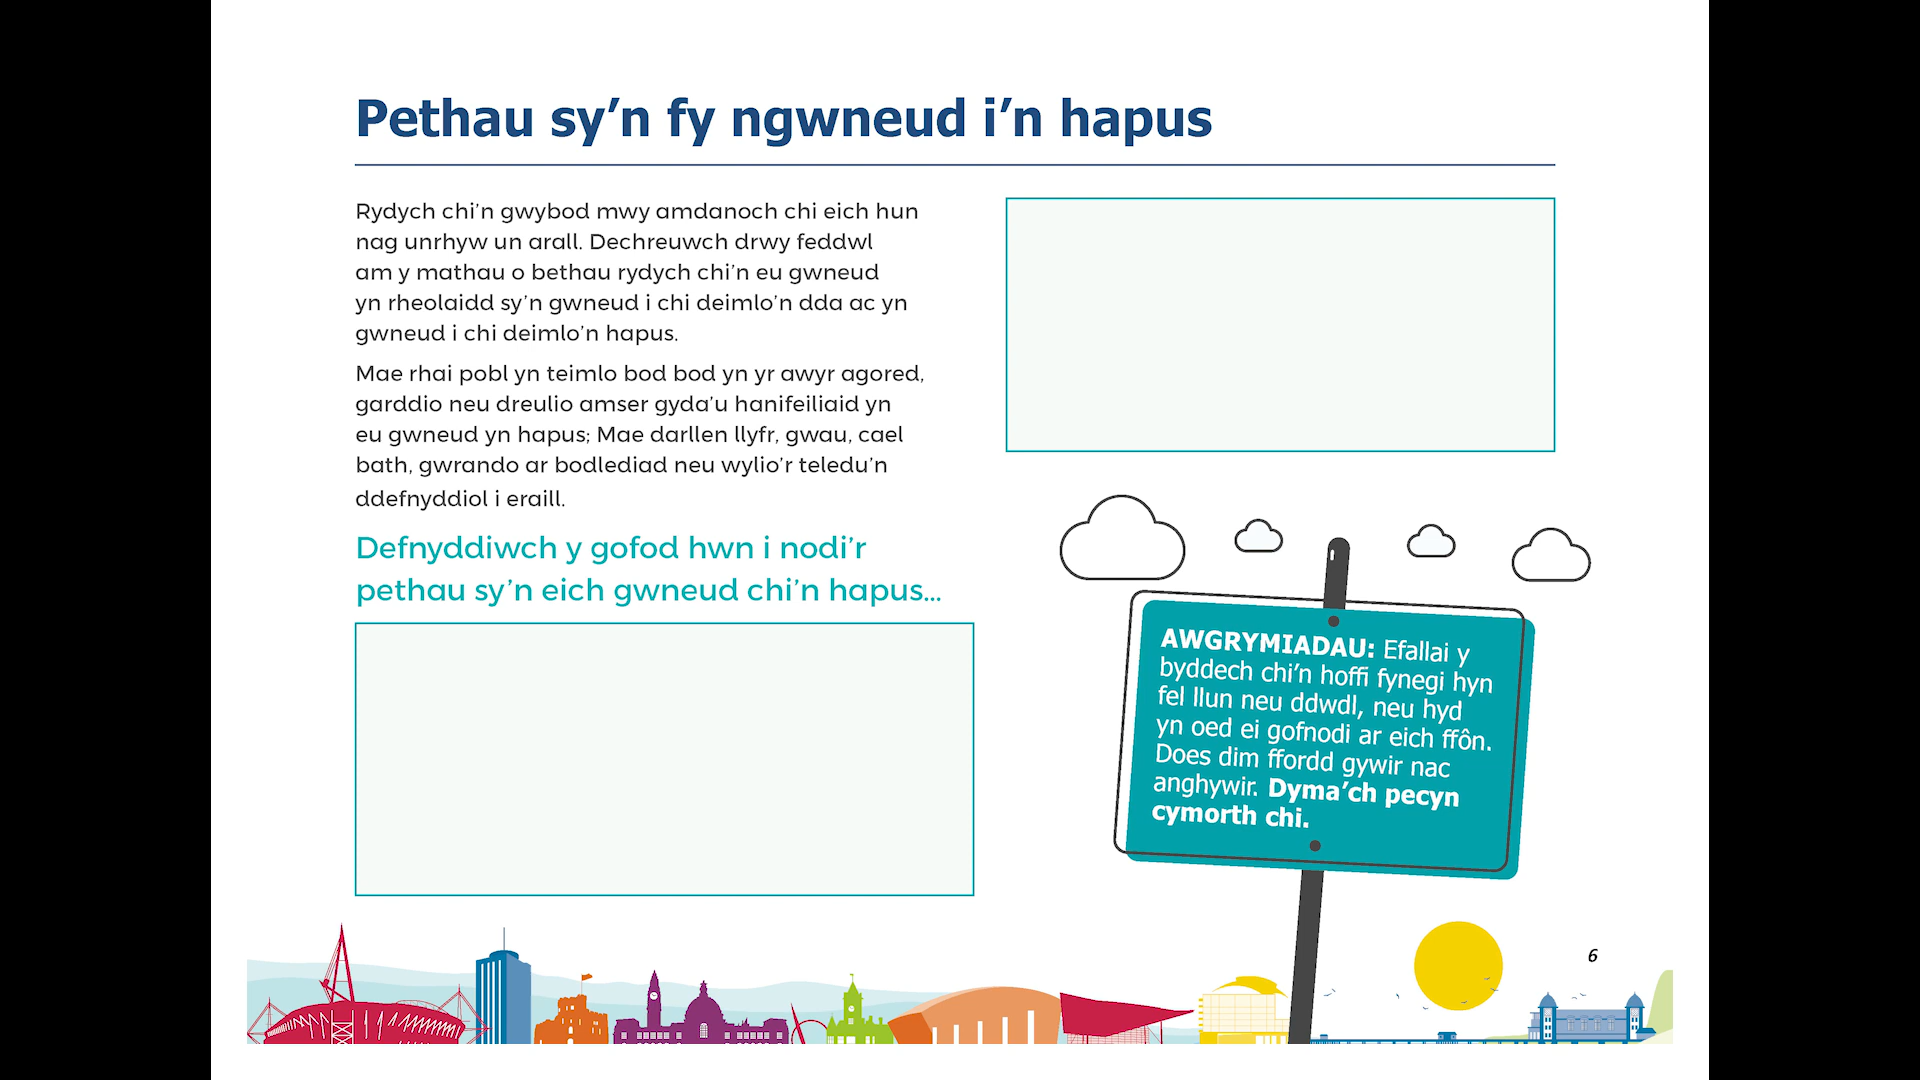 Pethau sy’n fy ngwneud i’n hapus
Rydych chi’n gwybod mwy amdanoch chi eich hun
nag unrhyw un arall. Dechreuwch drwy feddwl
am y mathau o bethau rydych chi’n eu gwneud
yn rheolaidd sy’n gwneud i chi deimlo’n dda ac yn
gwneud i chi deimlo’n hapus.
Mae rhai pobl yn teimlo bod bod yn yr awyr agored,
garddio neu dreulio amser gyda’u hanifeiliaid yn
eu gwneud yn hapus; Mae darllen llyfr, gwau, cael
bath, gwrando ar bodlediad neu wylio’r teledu’n
ddefnyddiol i eraill.
Defnyddiwch y gofod hwn i nodi’r
pethau sy’n eich gwneud chi’n hapus...
AWGRYMIADAU: Efallai y
byddech chi’n hoffi fynegi hyn
fel llun neu ddwdl, neu hyd
yn oed ei gofnodi ar eich ffôn.
Does dim ffordd gywir nac
anghywir. Dyma’ch pecyn
cymorth chi.
6